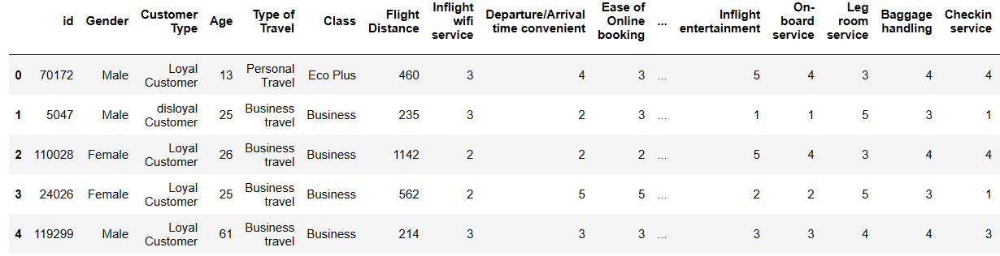 id Gender Customer Type Age Type of Travel Class Flight Distance Inflight wifi service Departure/Arrival time convenient Ease of Online booking ... Inflight entertainment On-board service Leg room service Baggage handling Checkin service
0 70172 Male Loyal Customer 13 Personal Travel Eco Plus 460 3 4 3 ... 5 4 3 4 4
1 5047 Male disloyal Customer 25 Business travel Business 235 3 2 3 ... 1 1 5 3 1
2 110028 Female Loyal Customer 26 Business travel Business 1142 2 2 2 ... 5 4 3 4 4
3 24026 Female Loyal Customer 25 Business travel Business 562 2 5 5 ... 2 2 5 3 1
4 119299 Male Loyal Customer 61 Business travel Business 214 3 3 3 ... 3 3 4 4 3